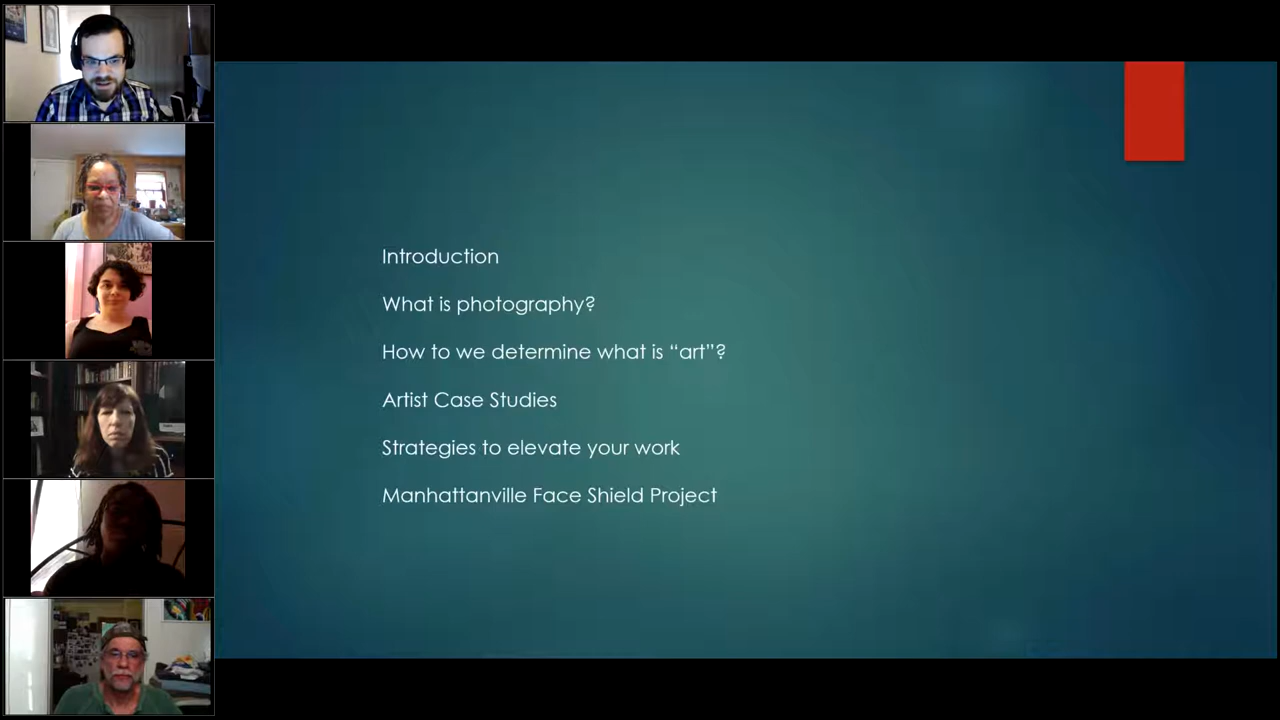 Introduction
What is photography?
How to we determine what is “art”?
Artist Case Studies
Strategies to elevate your work
Manhattanville Face Shield Project